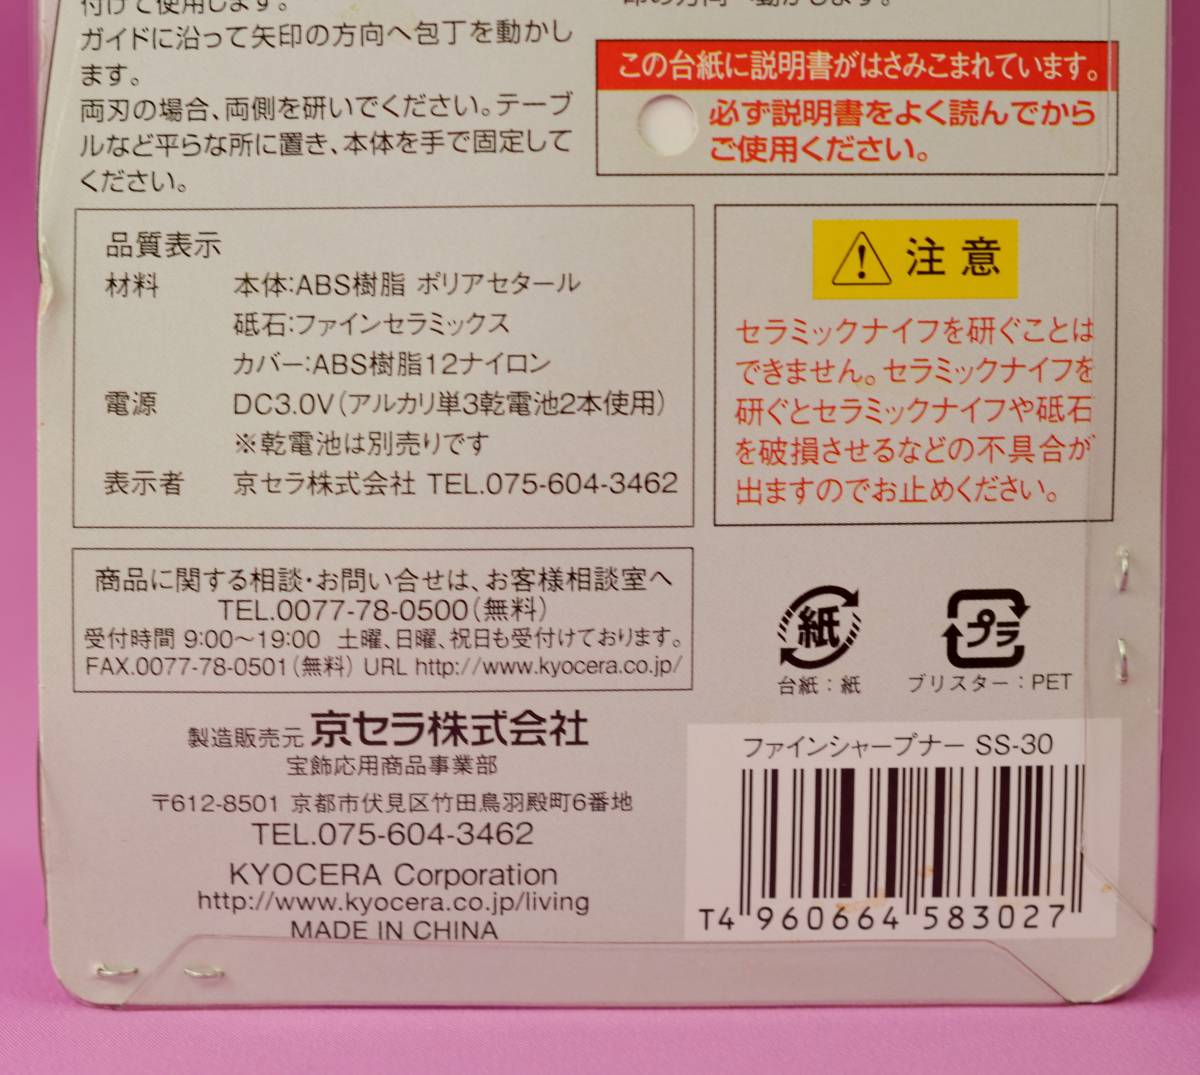 付けて使用します。
ガイドに沿って矢印の方向へ包丁を動かし
ます。
両刃の場合、両側を研いでください。テーブ
ルなど平らな所に置き、本体を手で固定して
ください。
この台紙に説明書がはさみこまれています。
必ず説明書をよく読んでから
ご使用ください。
品質表示
材料 本体:ABS樹脂 ポリアセタール
砥石:ファインセラミックス
カバー:ABS樹脂12ナイロン
電源 DC3.0V(アルカリ単3乾電池2本使用)
※乾電池は別売りです
表示者 京セラ株式会社 TEL.075-604-3462
注意
セラミックナイフを研ぐことは
できません。セラミックナイフを
研ぐとセラミックナイフや砥石
を破損させるなどの不具合が
出ますのでお止めください。
商品に関する相談・お問い合せは、お客様相談室へ
TEL.0077-78-0500(無料)
受付時間 9:00〜19:00 土曜、日曜、祝日も受付けております。
FAX.0077-78-0501(無料) URL http://www.kyocera.co.jp/
紙
台紙:紙
プラ
ブリスター:PET
製造販売元 京セラ株式会社
宝飾応用商品事業部
〒612-8501 京都市伏見区竹田鳥羽殿町6番地
TEL.075-604-3462
KYOCERA Corporation
http://www.kyocera.co.jp/living
MADE IN CHINA
ファインシャープナー SS-30
T4 960664 583027